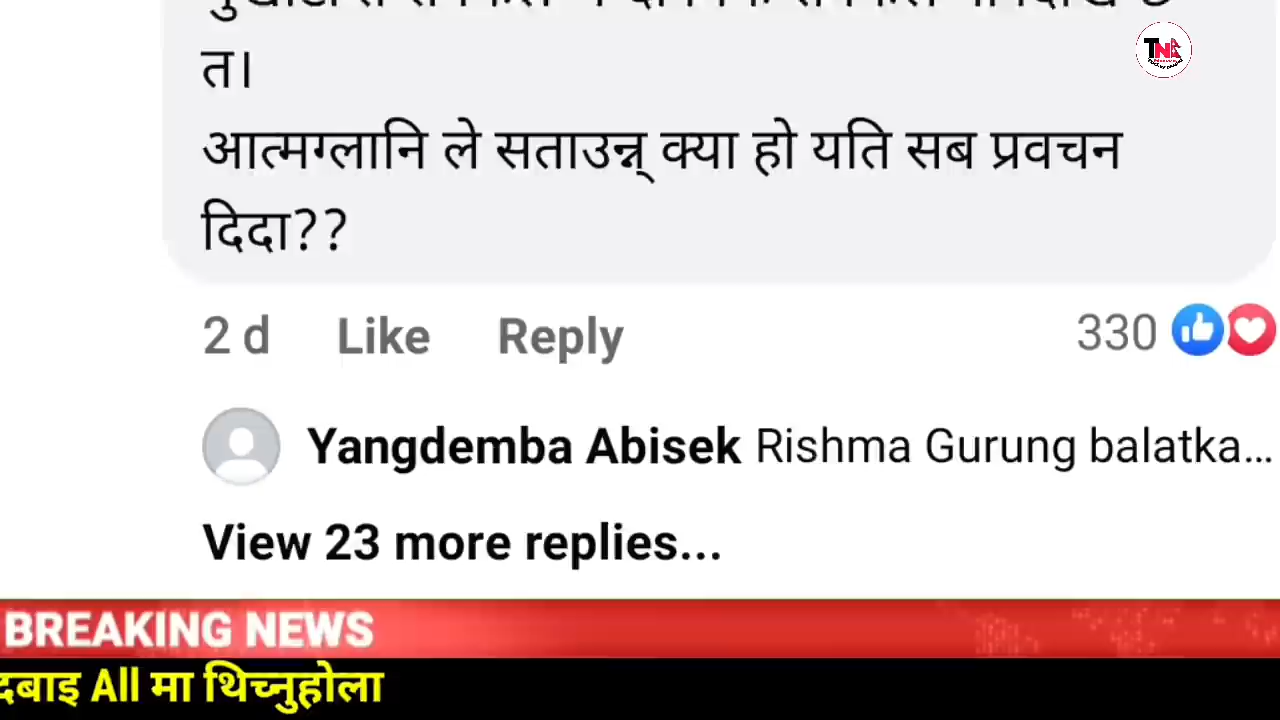 त।
आत्मग्लानि ले सताउन्न् क्या हो यति सब प्रवचन
दिदा??
2 d Like Reply 330
Yangdemba Abisek Rishma Gurung balatka...
View 23 more replies...
BREAKING NEWS
दबाइ All मा थिच्नुहोला
TN